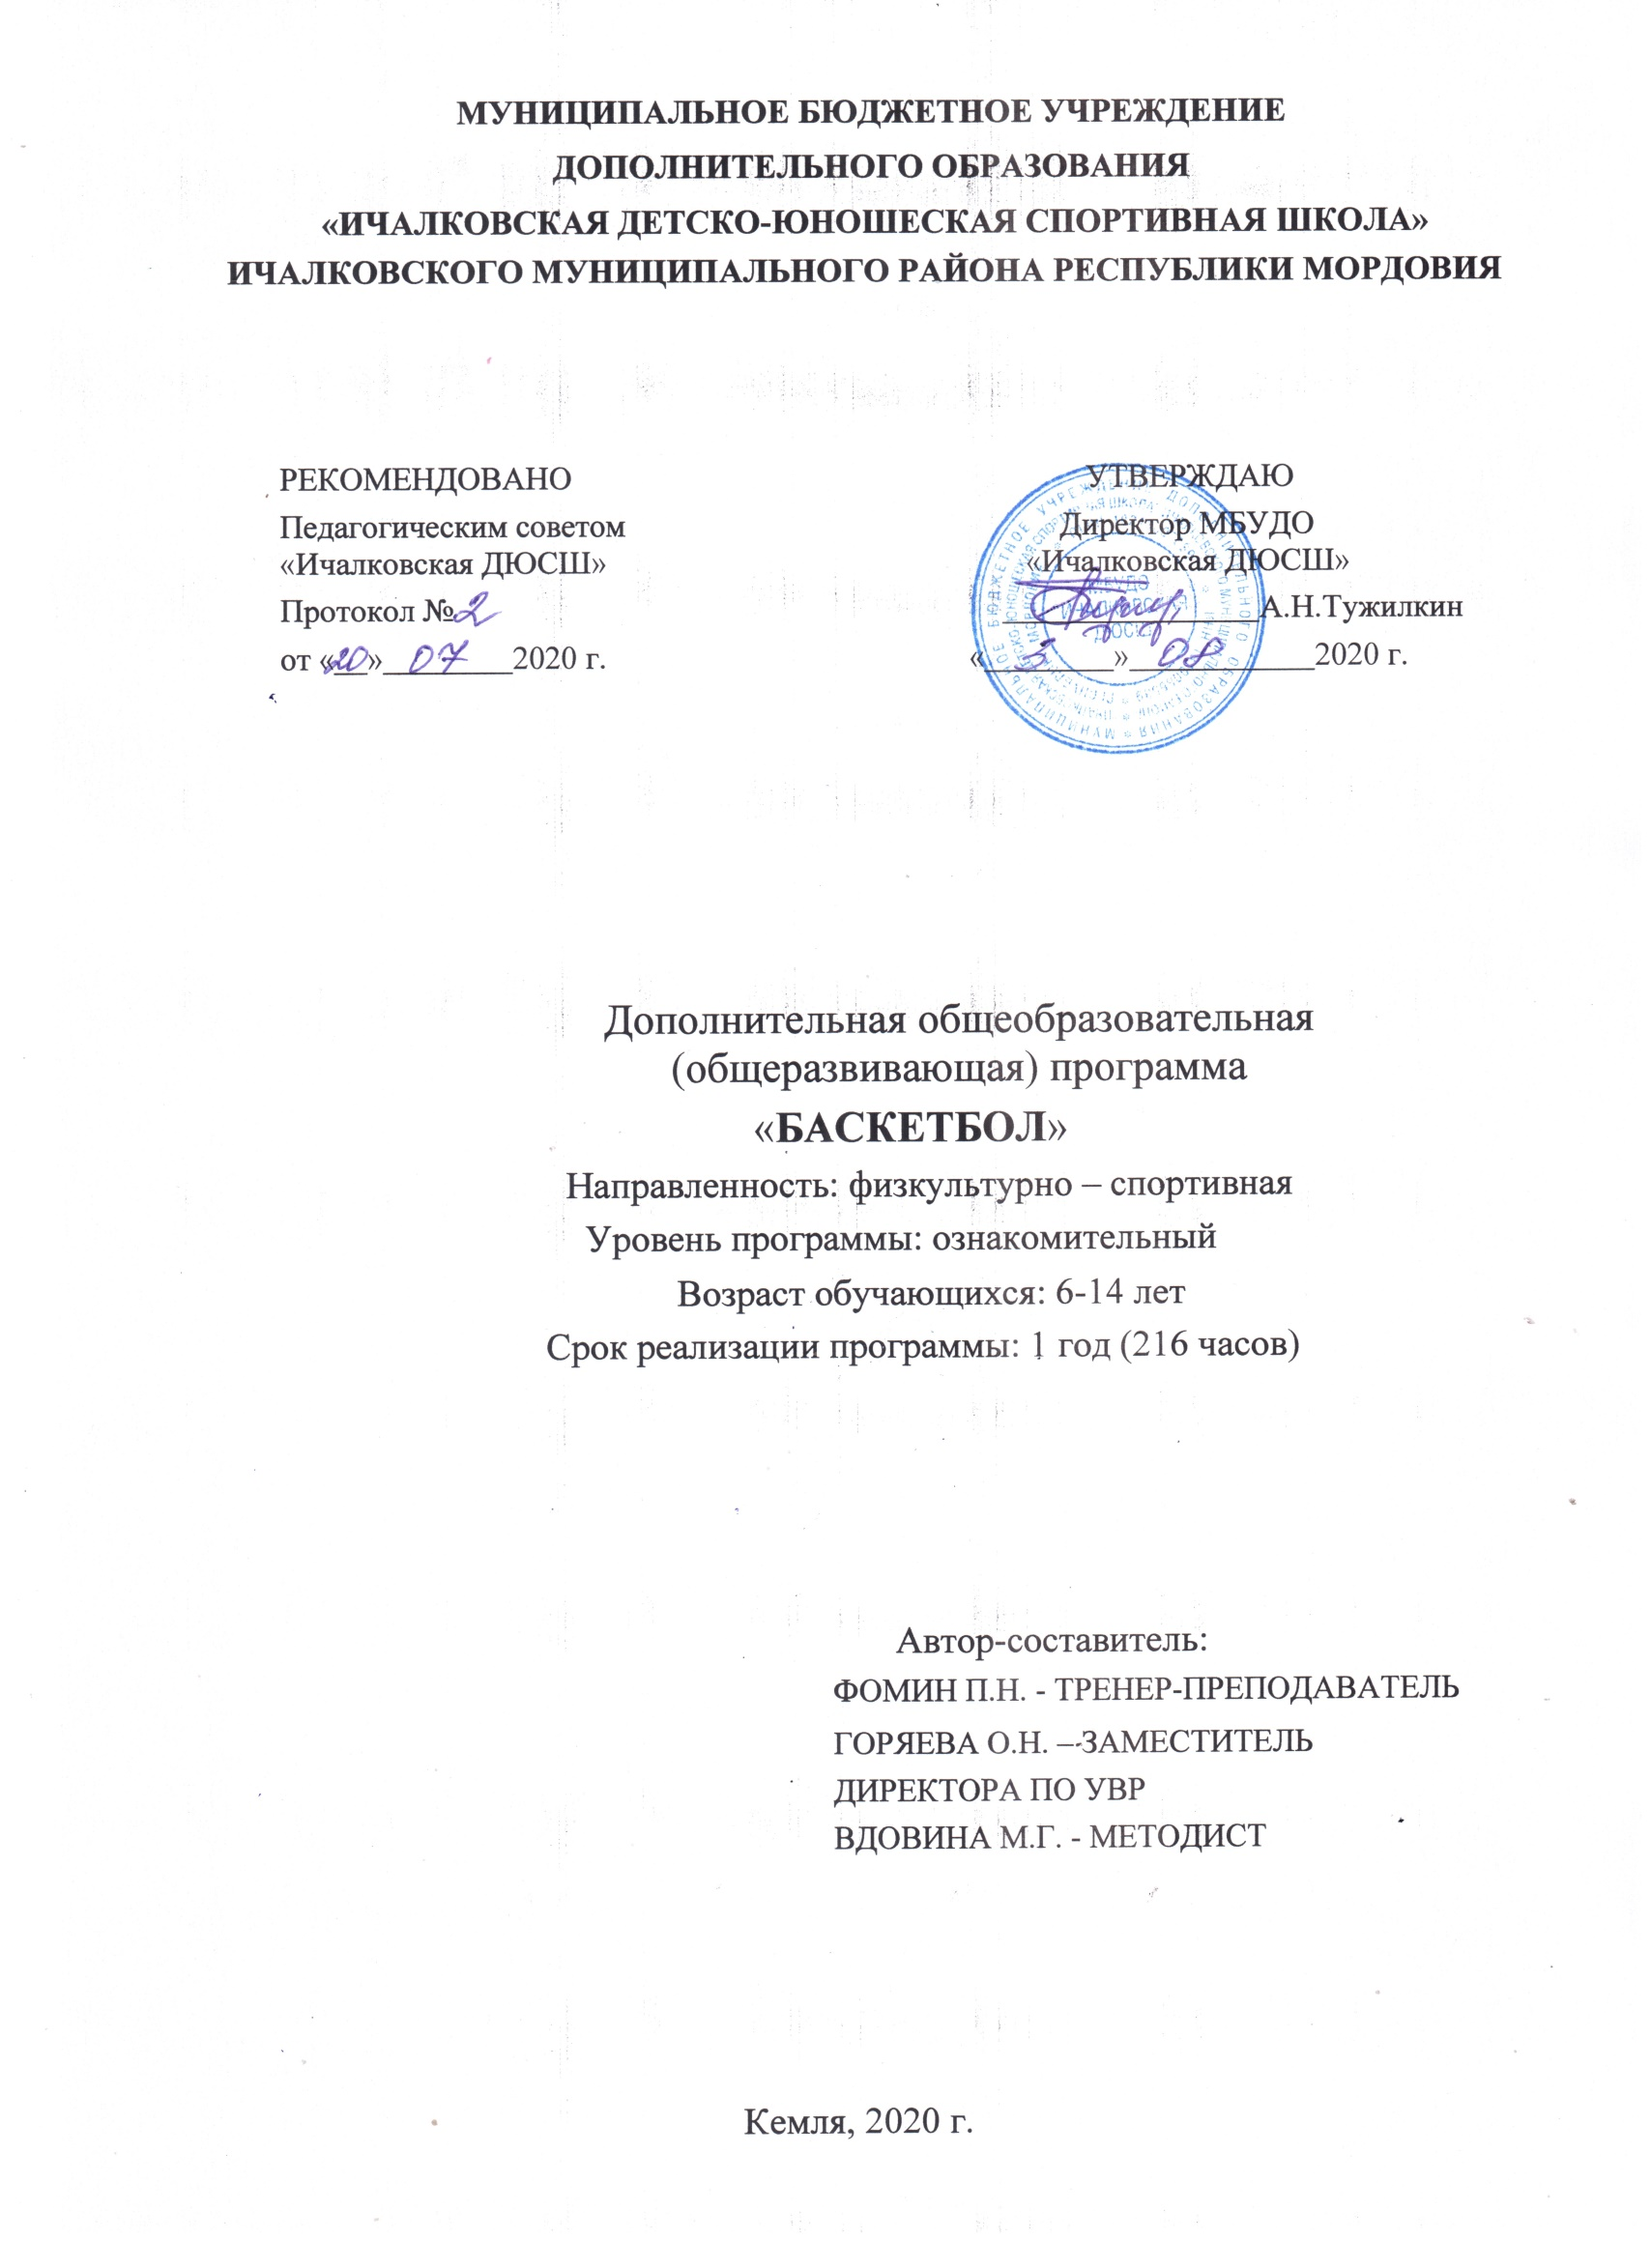 МУНИЦИПАЛЬНОЕ БЮДЖЕТНОЕ УЧРЕЖДЕНИЕ
ДОПОЛНИТЕЛЬНОГО ОБРАЗОВАНИЯ
«ИЧАЛКОВСКАЯ ДЕТСКО-ЮНОШЕСКАЯ СПОРТИВНАЯ ШКОЛА»
ИЧАЛКОВСКОГО МУНИЦИПАЛЬНОГО РАЙОНА РЕСПУБЛИКИ МОРДОВИЯ
РЕКОМЕНДОВАНО
Педагогическим советом
«Ичалковская ДЮСШ»
Протокол № 2
от «20» 07 2020 г.
УТВЕРЖДАЮ
Директор МБУДО
«Ичалковская ДЮСШ»
А.Н.Тужилкин
«3» 08 2020 г.
Дополнительная общеобразовательная
(общеразвивающая) программа
«БАСКЕТБОЛ»
Направленность: физкультурно – спортивная
Уровень программы: ознакомительный
Возраст обучающихся: 6-14 лет
Срок реализации программы: 1 год (216 часов)
Автор-составитель:
ФОМИН П.Н. - ТРЕНЕР-ПРЕПОДАВАТЕЛЬ
ГОРЯЕВА О.Н. –-ЗАМЕСТИТЕЛЬ
ДИРЕКТОРА ПО УВР
ВДОВИНА М.Г. - МЕТОДИСТ
Кемля, 2020 г.